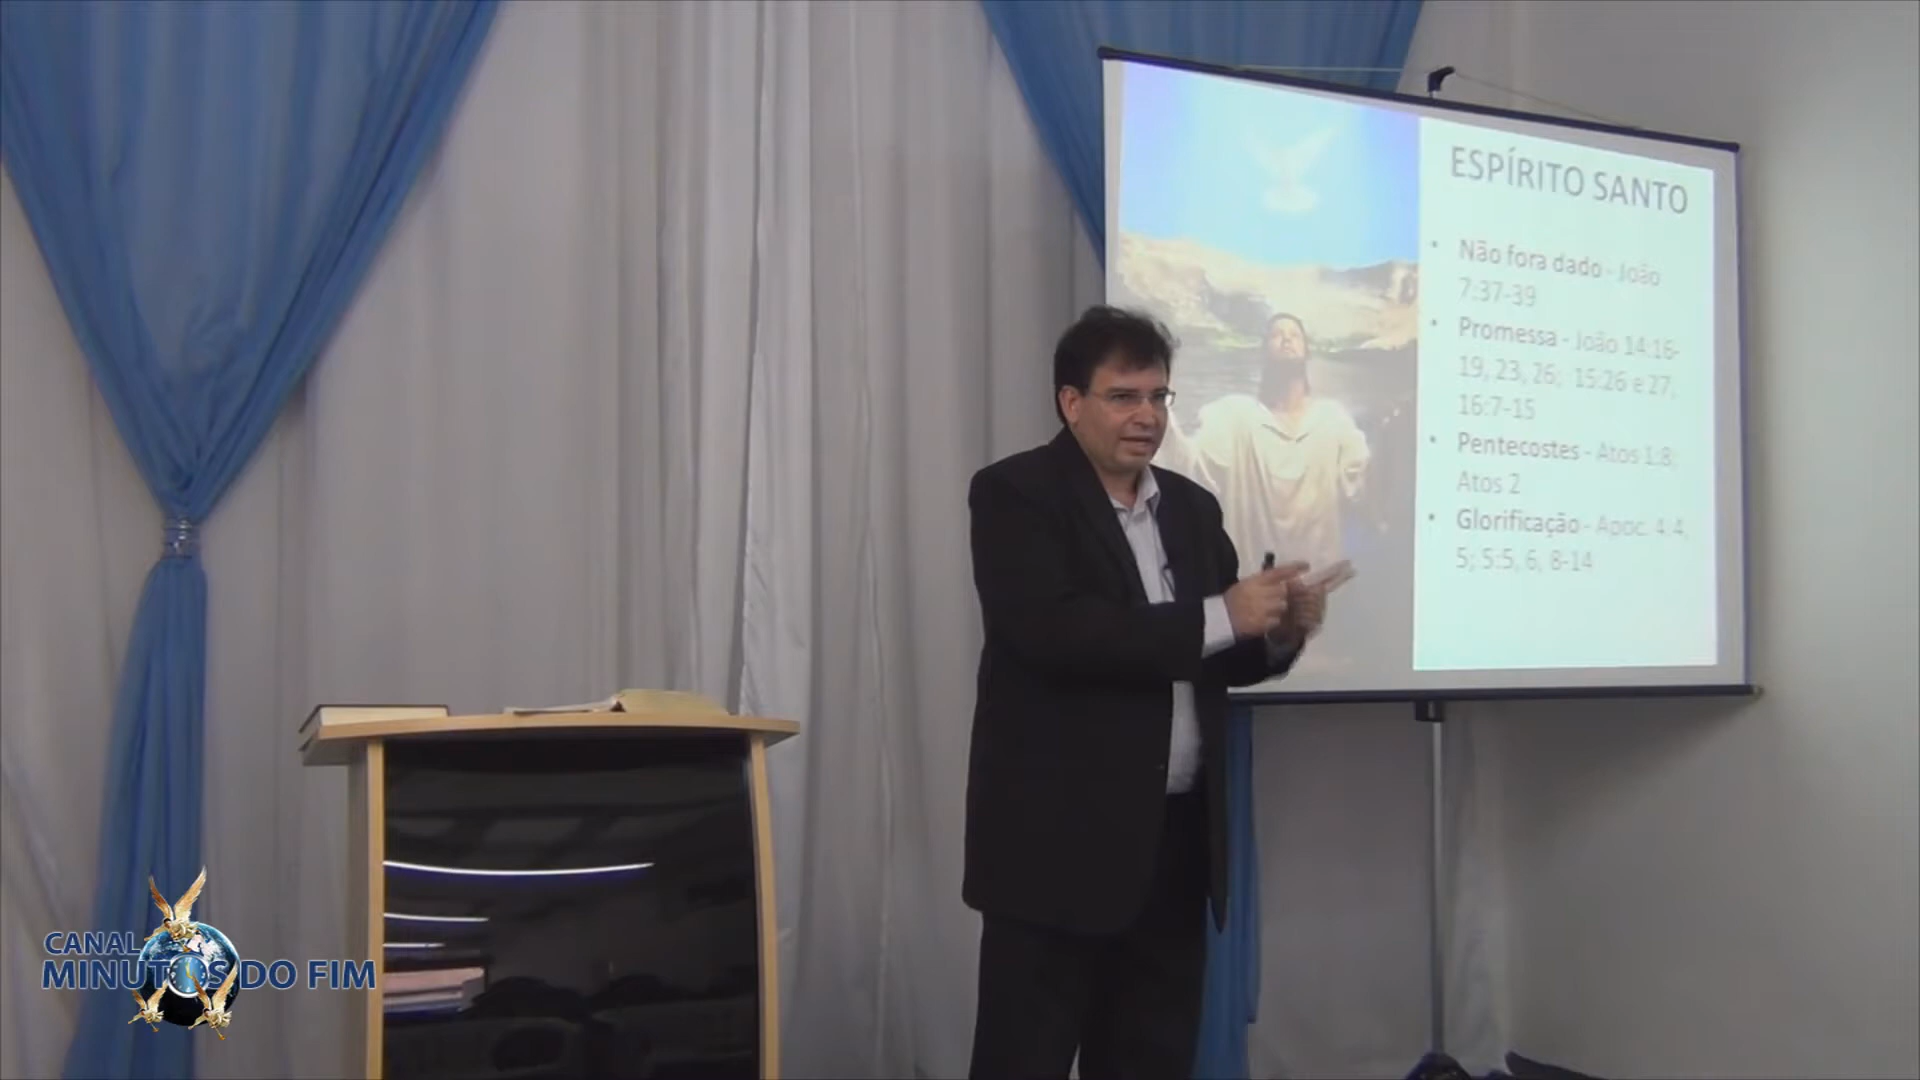 ESPÍRITO SANTO
• Não fora dado - João
7:37-39
• Promessa - João 14:16-
19, 23, 26; 15:26 e 27,
16:7-15
• Pentecostes - Atos 1:8;
Atos 2
• Glorificação - Apoc. 4:4,
5; 5:5, 6, 8-14
CANAL
MINUTOS DO FIM